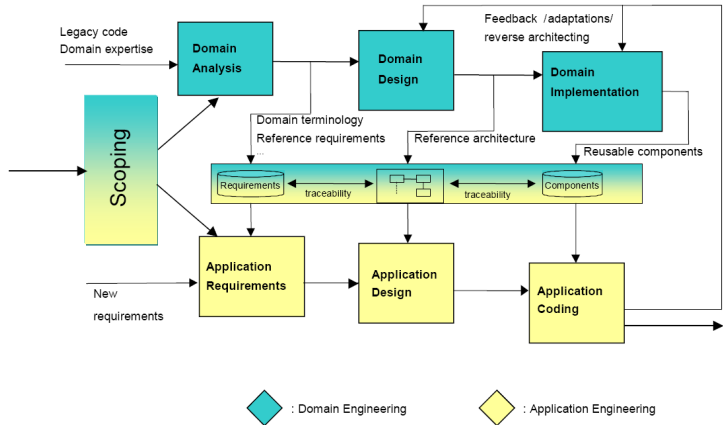 Feedback /adaptations/
reverse architecting
Legacy code
Domain expertise
Domain
Analysis
Domain
Design
Domain
Implementation
Domain terminology
Reference requirements
...
Reference architecture
Reusable components
Scoping
Requirements
traceability
traceability
Components
Application
Requirements
Application
Design
Application
Coding
New
requirements
: Domain Engineering
: Application Engineering